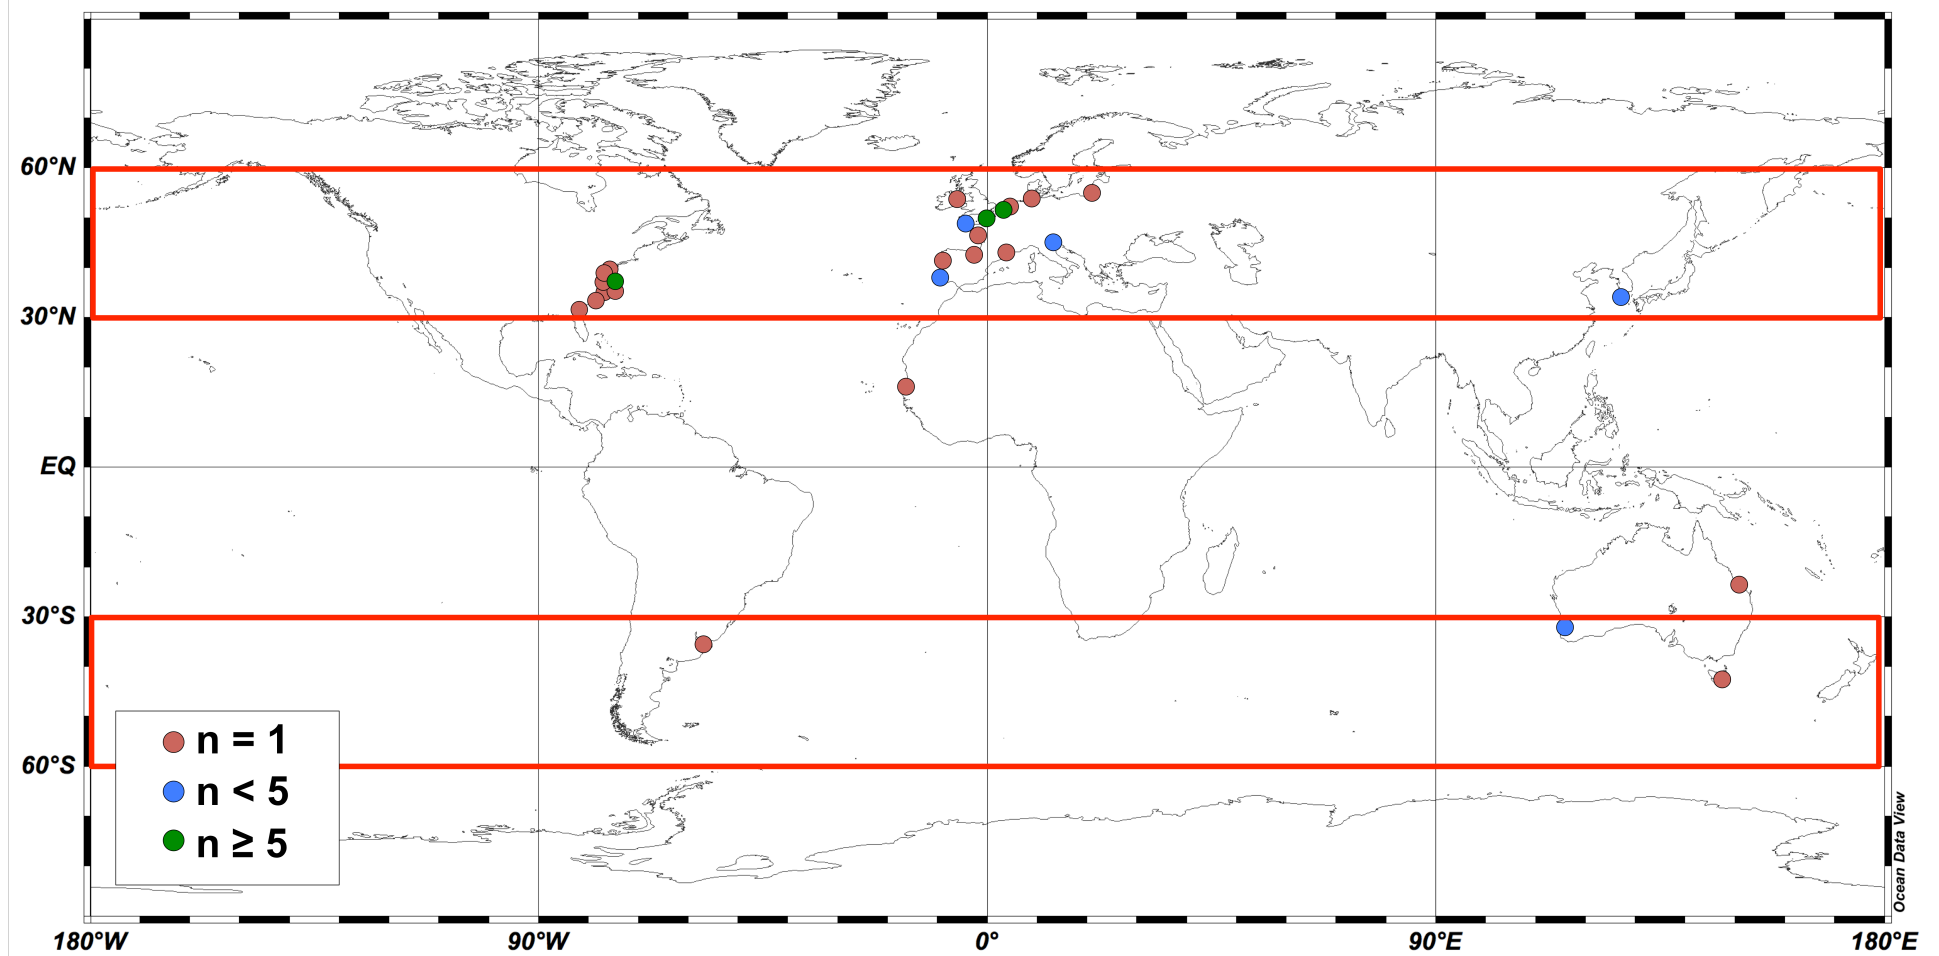 60°N
30°N
EQ
30°S
60°S
n = 1
n < 5
n ≥ 5
180°W
90°W
0°
90°E
180°E
Ocean Data View